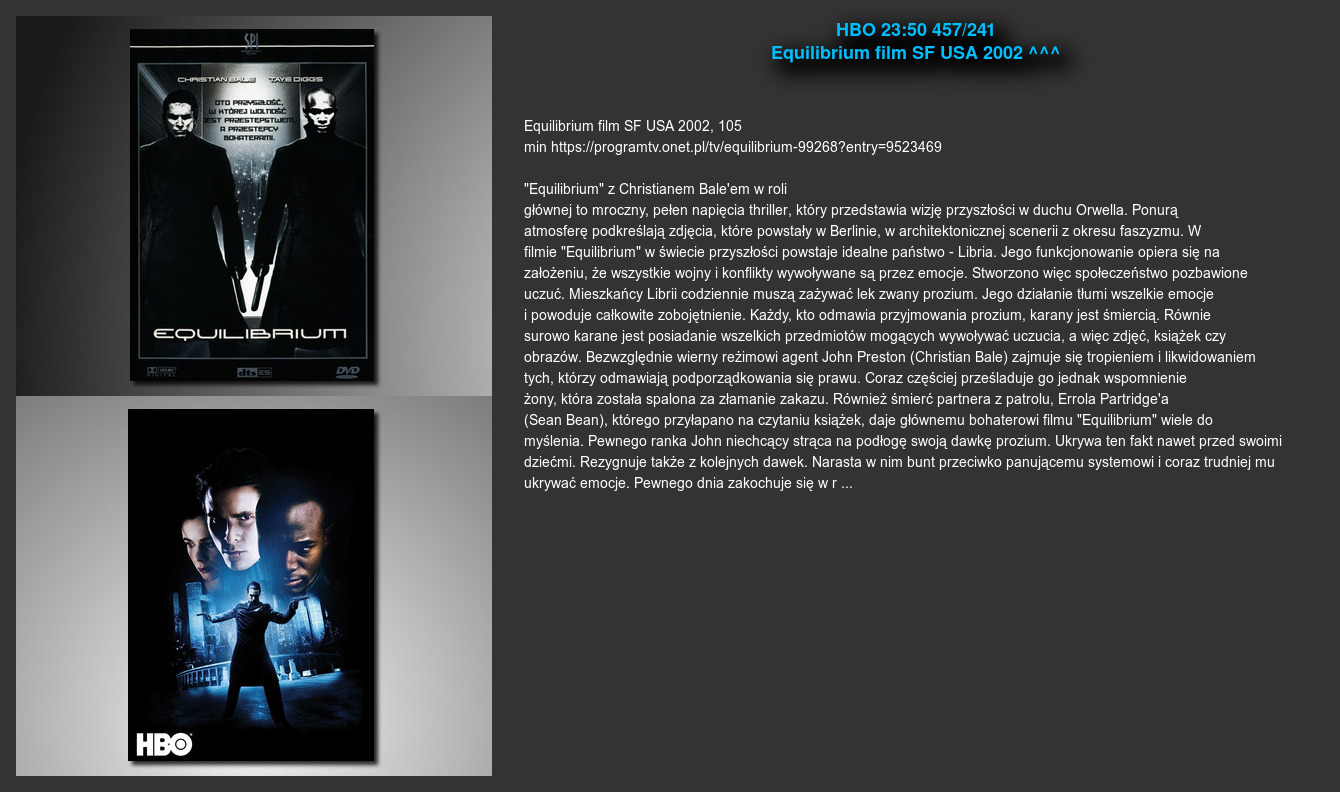 SPI
CHRISTIAN BALE TAYE DIGGS
OTO PRZYSZŁOŚĆ,
W KTÓREJ WOLNOŚĆ
JEST PRZESTĘPSTWEM,
A PRZESTĘPCY
BOHATERAMI.
EQUILIBRIUM
DOLBY DIGITAL dts ES DVD
HBO
HBO 23:50 457/241
Equilibrium film SF USA 2002 ^^^
Equilibrium film SF USA 2002, 105
min https://programtv.onet.pl/tv/equilibrium-99268?entry=9523469
"Equilibrium" z Christianem Bale'em w roli
głównej to mroczny, pełen napięcia thriller, który przedstawia wizję przyszłości w duchu Orwella. Ponurą
atmosferę podkreślają zdjęcia, które powstały w Berlinie, w architektonicznej scenerii z okresu faszyzmu. W
filmie "Equilibrium" w świecie przyszłości powstaje idealne państwo - Libria. Jego funkcjonowanie opiera się na
założeniu, że wszystkie wojny i konflikty wywoływane są przez emocje. Stworzono więc społeczeństwo pozbawione
uczuć. Mieszkańcy Librii codziennie muszą zażywać lek zwany prozium. Jego działanie tłumi wszelkie emocje
i powoduje całkowite zobojętnienie. Każdy, kto odmawia przyjmowania prozium, karany jest śmiercią. Równie
surowo karane jest posiadanie wszelkich przedmiotów mogących wywoływać uczucia, a więc zdjęć, książek czy
obrazów. Bezwzględnie wierny reżimowi agent John Preston (Christian Bale) zajmuje się tropieniem i likwidowaniem
tych, którzy odmawiają podporządkowania się prawu. Coraz częściej prześladuje go jednak wspomnienie
żony, która została spalona za złamanie zakazu. Również śmierć partnera z patrolu, Errola Partridge'a
(Sean Bean), którego przyłapano na czytaniu książek, daje głównemu bohaterowi filmu "Equilibrium" wiele do
myślenia. Pewnego ranka John niechcący strąca na podłogę swoją dawkę prozium. Ukrywa ten fakt nawet przed swoimi
dziećmi. Rezygnuje także z kolejnych dawek. Narasta w nim bunt przeciwko panującemu systemowi i coraz trudniej mu
ukrywać emocje. Pewnego dnia zakochuje się w r ...